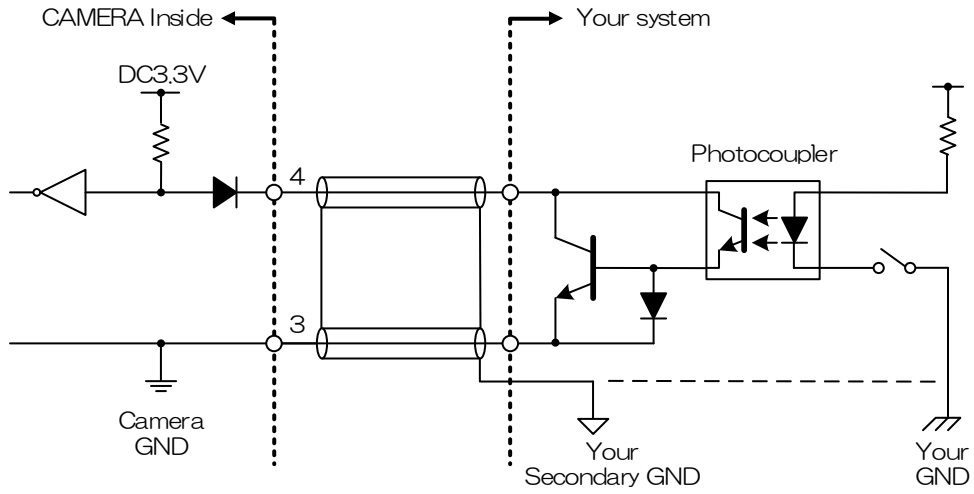 CAMERA Inside
Your system
DC3.3V
4
Photocoupler
3
Camera
GND
Your
Secondary GND
Your
GND